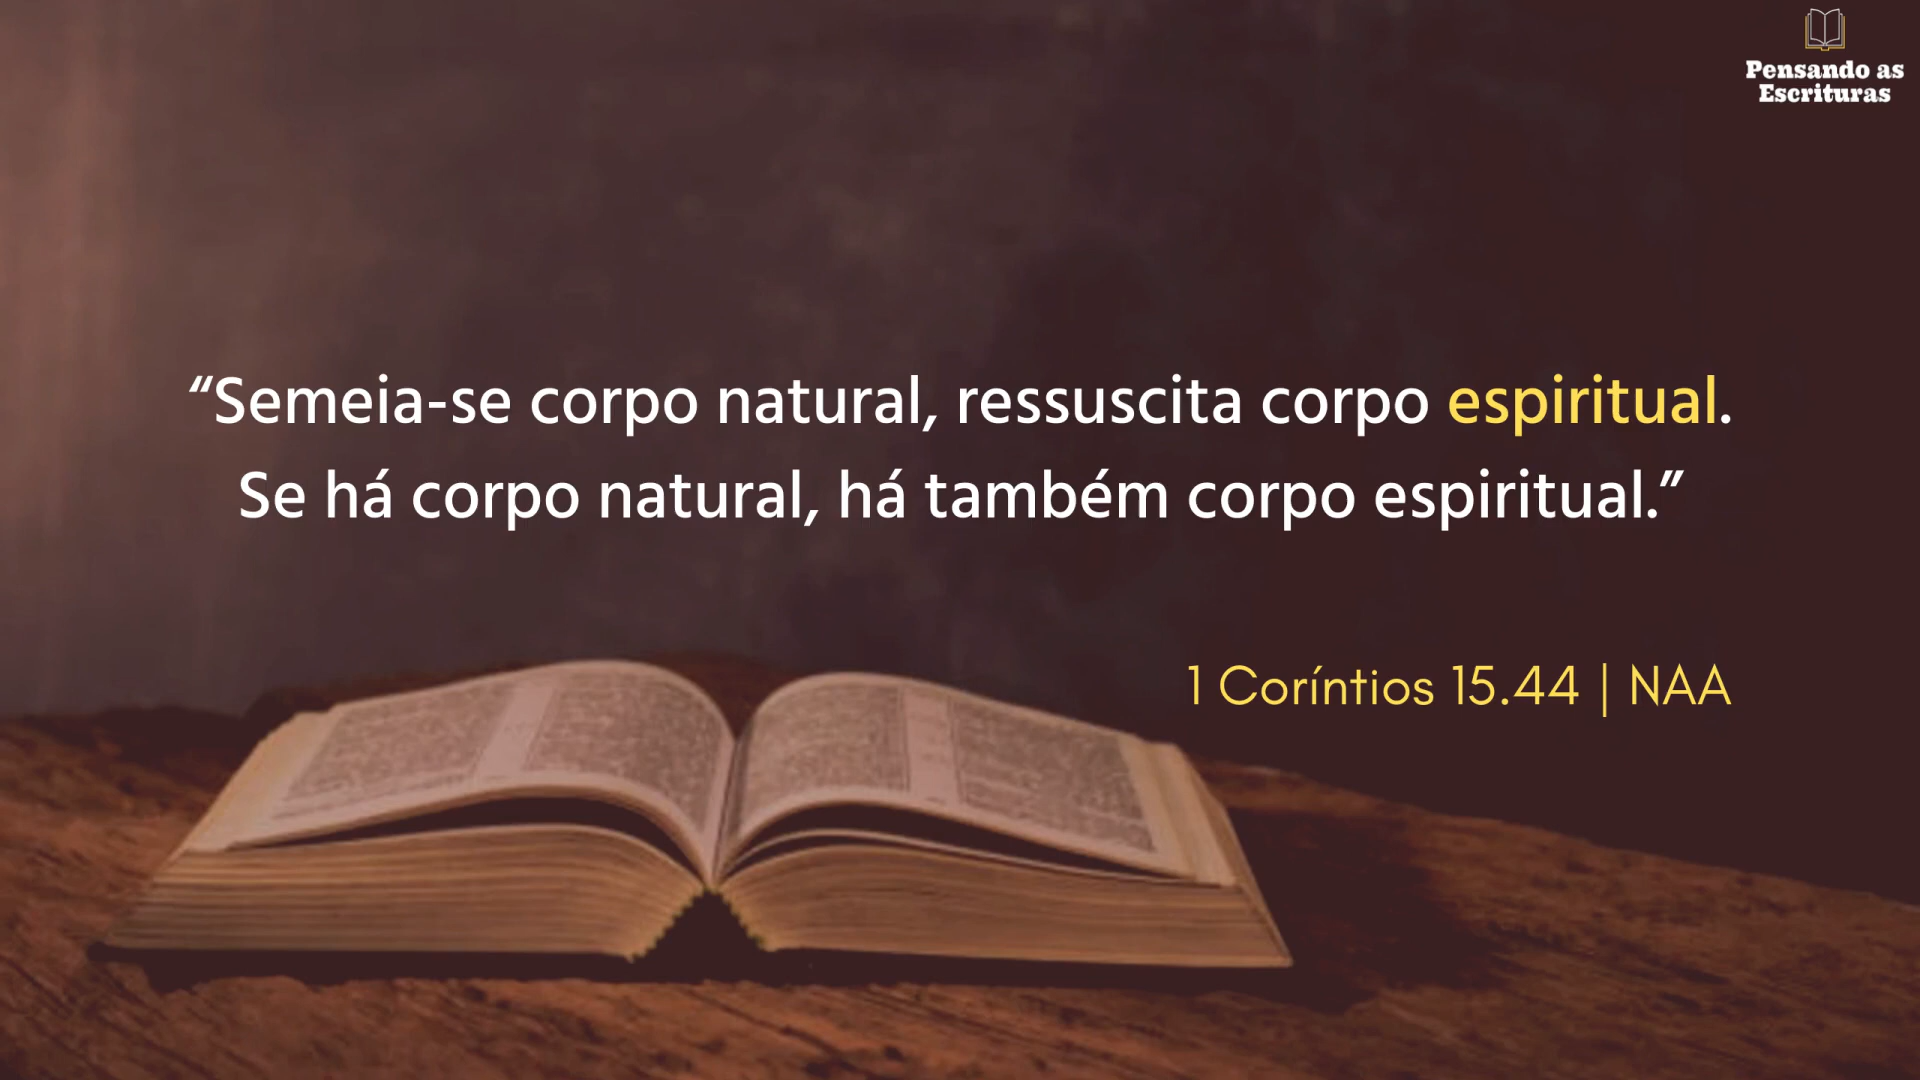 Pensando as
Escrituras
“Semeia-se corpo natural, ressuscita corpo espiritual.
Se há corpo natural, há também corpo espiritual.”
1 Coríntios 15.44 | NAA